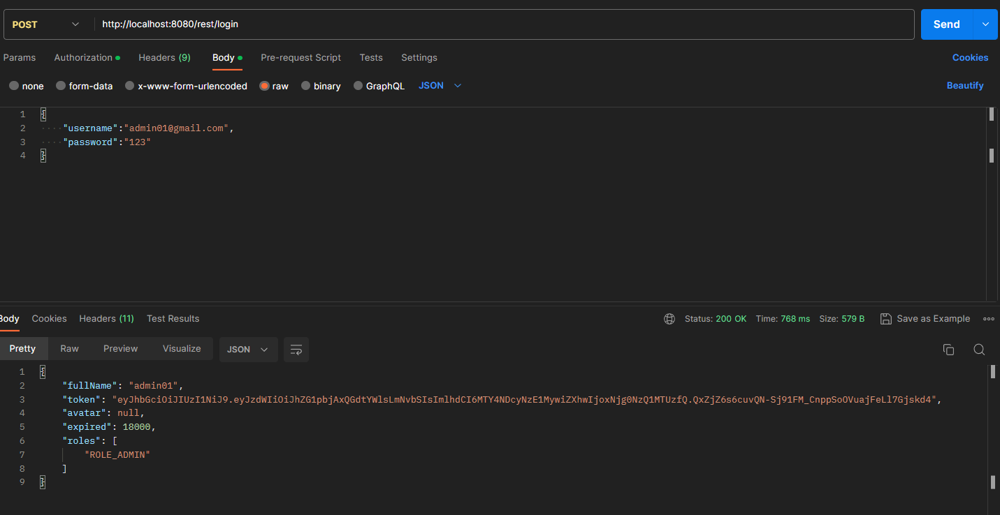 POST http://localhost:8080/rest/login Send
Params Authorization Headers (9) Body Pre-request Script Tests Settings Cookies
none form-data x-www-form-urlencoded raw binary GraphQL JSON Beautify
1 {
2 "username":"admin01@gmail.com",
3 "password":"123"
4 }
Body Cookies Headers (11) Test Results Status: 200 OK Time: 768 ms Size: 579 B Save as Example
Pretty Raw Preview Visualize JSON
1 {
2 "fullName": "admin01",
3 "token": "eyJhbGciOiJIUzI1NiJ9.eyJzdWIiOiJhZG1pbjAxQGdtYWlsLmNvbSIsImlhdCI6MTY4NDcyNzE1MywiZXhwIjoxNjg0NzQ1MTUzfQ.QxZjZ6s6cuvQN-Sj91FM_CnppSoOVuajFeLl7Gjskd4",
4 "avatar": null,
5 "expired": 18000,
6 "roles": [
7 "ROLE_ADMIN"
8 ]
9 }